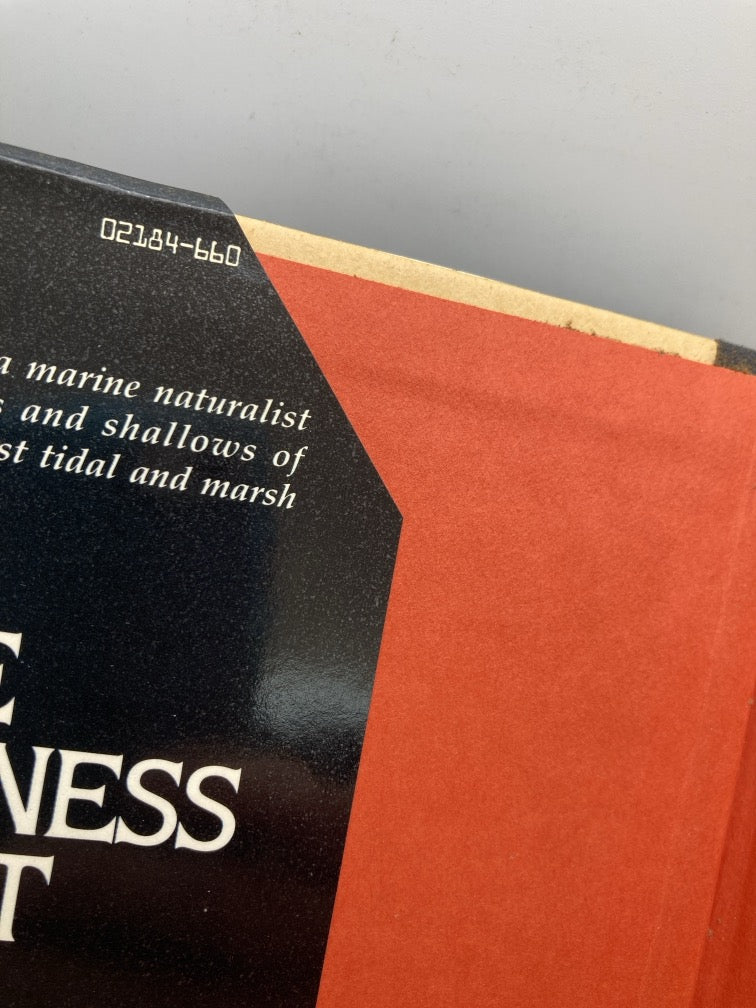 02184-660
a marine naturalist
s and shallows of
st tidal and marsh
E
NESS
T